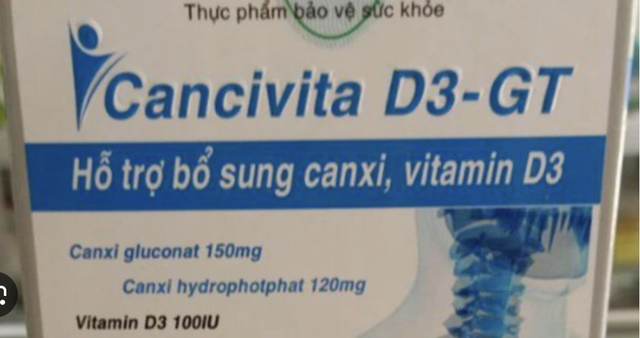 Thực phẩm bảo vệ sức khỏe
Cancivita D3-GT
Hỗ trợ bổ sung canxi, vitamin D3
Canxi gluconat 150mg
Canxi hydrophotphat 120mg
Vitamin D3 100IU